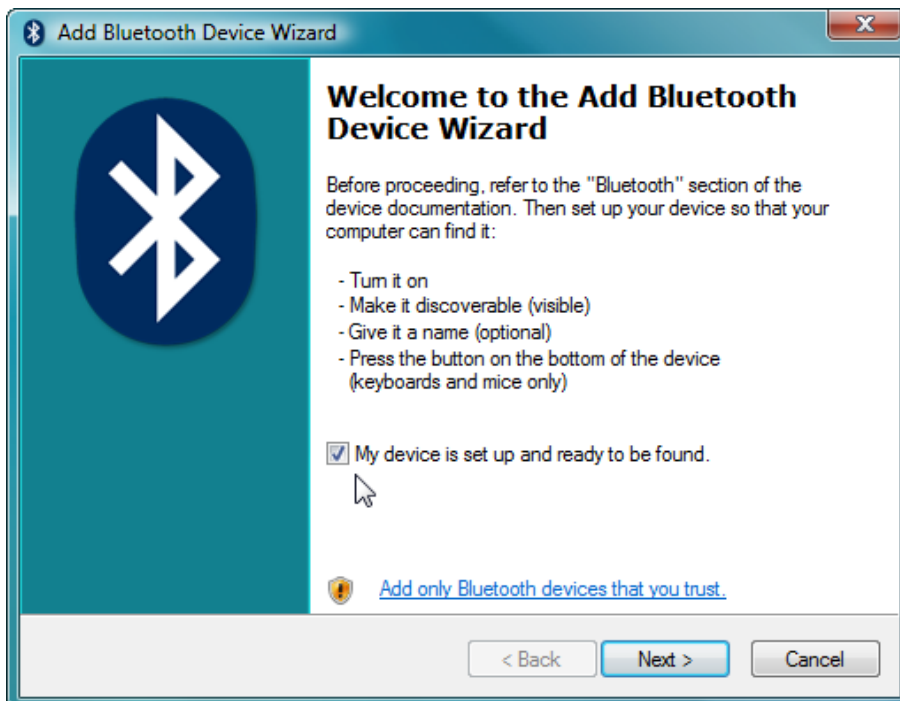 Add Bluetooth Device Wizard
Welcome to the Add Bluetooth
Device Wizard
Before proceeding, refer to the "Bluetooth" section of the
device documentation. Then set up your device so that your
computer can find it:
- Turn it on
- Make it discoverable (visible)
- Give it a name (optional)
- Press the button on the bottom of the device
(keyboards and mice only)
My device is set up and ready to be found.
Add only Bluetooth devices that you trust.
< Back Next > Cancel